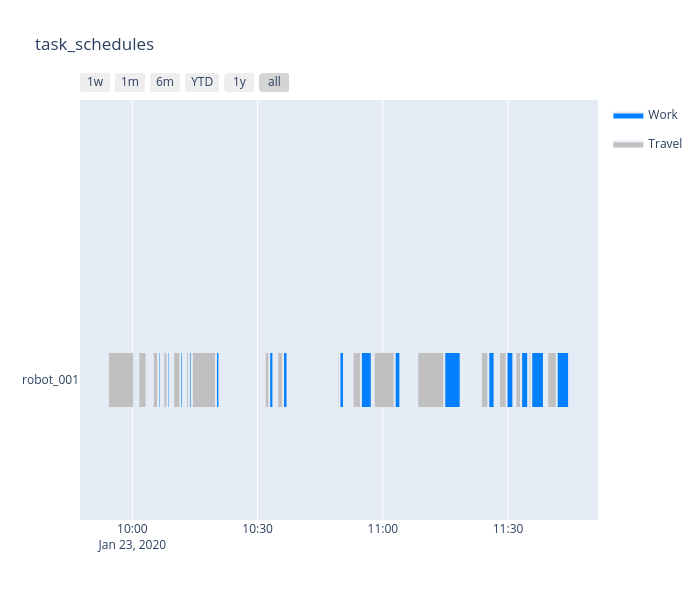 task_schedules
1w 1m 6m YTD 1y all
Work
Travel
robot_001
10:00 10:30 11:00 11:30
Jan 23, 2020